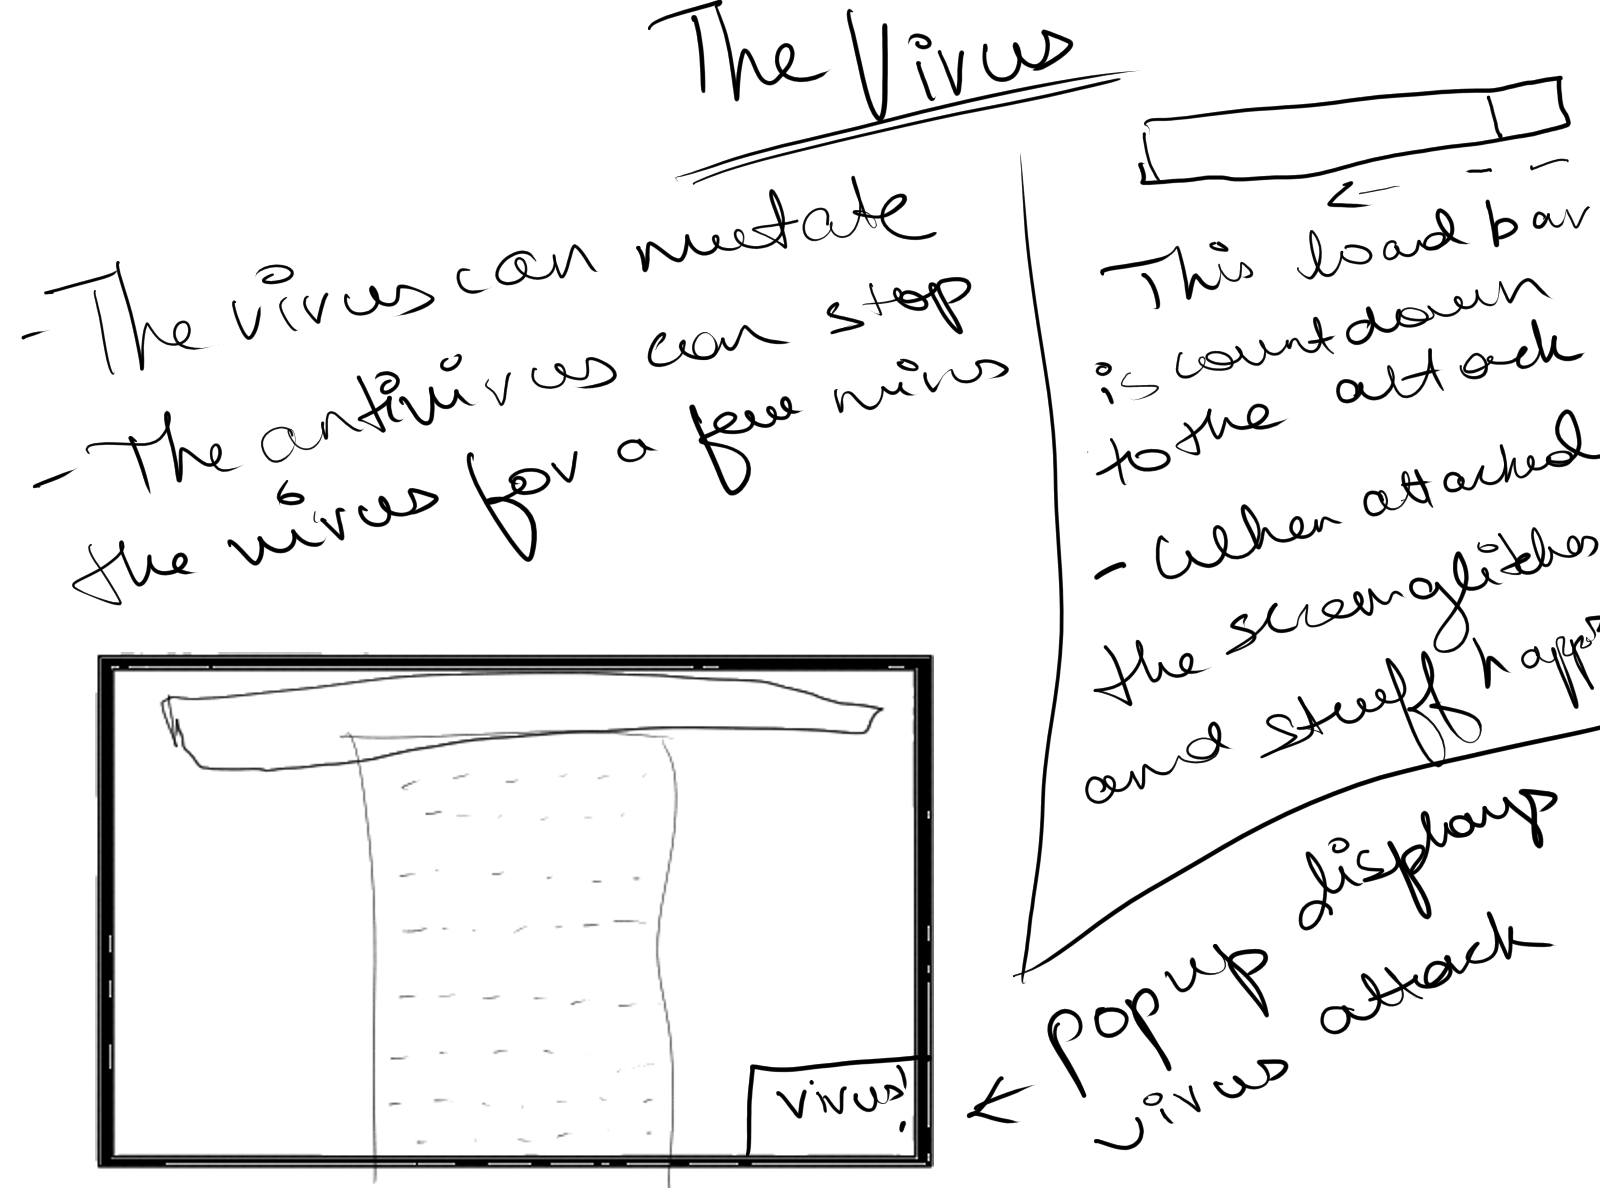 The Virus
- The virus can mutate
- The antivirus can stop
the virus for a few mins
This load bar
is countdown
to the attack
- When attacked
the screen glitches
and stuff happ
virus!
Popup displays
virus attack